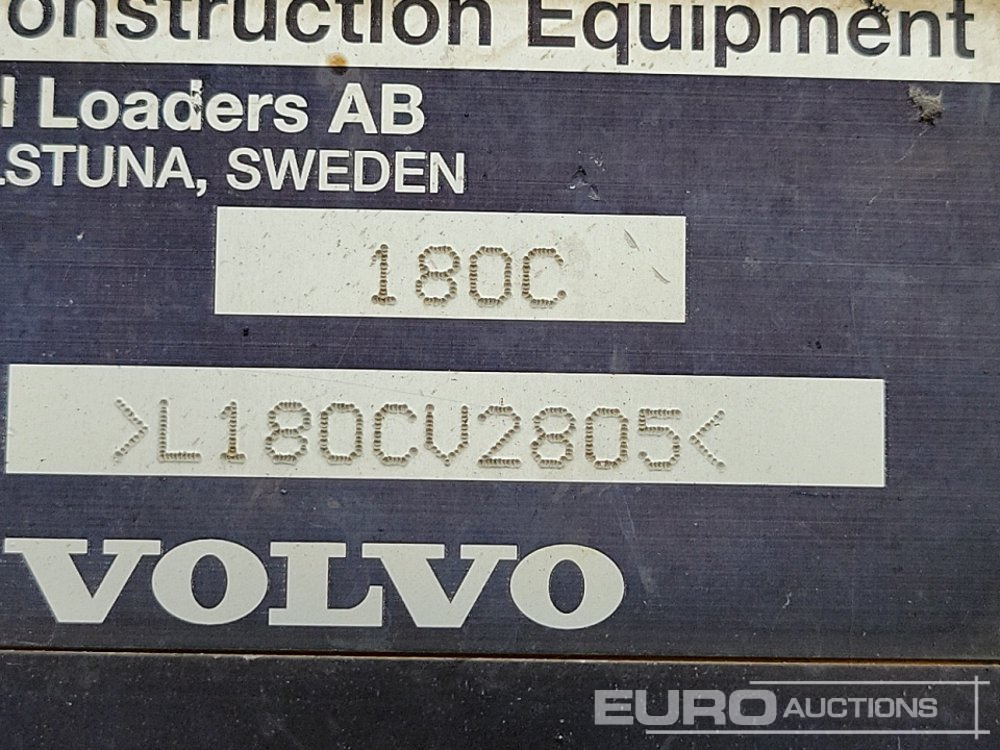 onstruction Equipment
l Loaders AB
LSTUNA, SWEDEN
180C
>L180CV2805<
VOLVO
EURO AUCTIONS